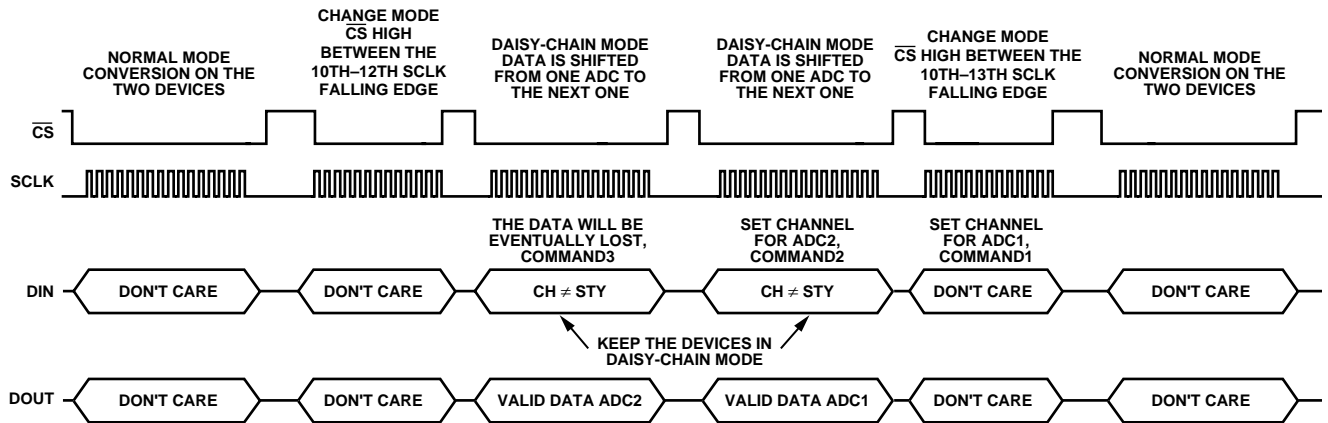 NORMAL MODE
CONVERSION ON THE
TWO DEVICES
CHANGE MODE
CS HIGH
BETWEEN THE
10TH–12TH SCLK
FALLING EDGE
DAISY-CHAIN MODE
DATA IS SHIFTED
FROM ONE ADC TO
THE NEXT ONE
DAISY-CHAIN MODE
DATA IS SHIFTED
FROM ONE ADC TO
THE NEXT ONE
CHANGE MODE
CS HIGH BETWEEN THE
10TH–13TH SCLK
FALLING EDGE
NORMAL MODE
CONVERSION ON THE
TWO DEVICES
CS
SCLK
THE DATA WILL BE
EVENTUALLY LOST,
COMMAND3
SET CHANNEL
FOR ADC2,
COMMAND2
SET CHANNEL
FOR ADC1,
COMMAND1
DIN
DON'T CARE
DON'T CARE
CH ≠ STY
CH ≠ STY
DON'T CARE
DON'T CARE
KEEP THE DEVICES IN
DAISY-CHAIN MODE
DOUT
DON'T CARE
DON'T CARE
VALID DATA ADC2
VALID DATA ADC1
DON'T CARE
DON'T CARE